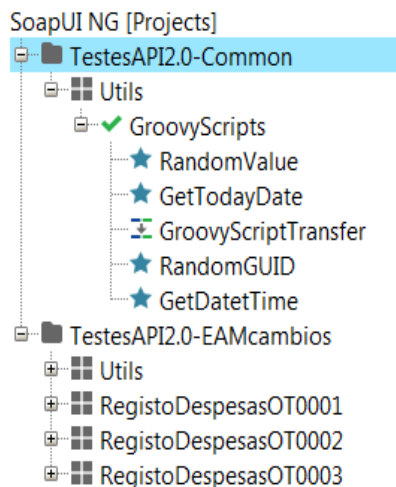 SoapUI NG [Projects]
TestesAPI2.0-Common
Utils
GroovyScripts
RandomValue
GetTodayDate
GroovyScriptTransfer
RandomGUID
GetDatetTime
TestesAPI2.0-EAMcambios
Utils
RegistoDespesasOT0001
RegistoDespesasOT0002
RegistoDespesasOT0003